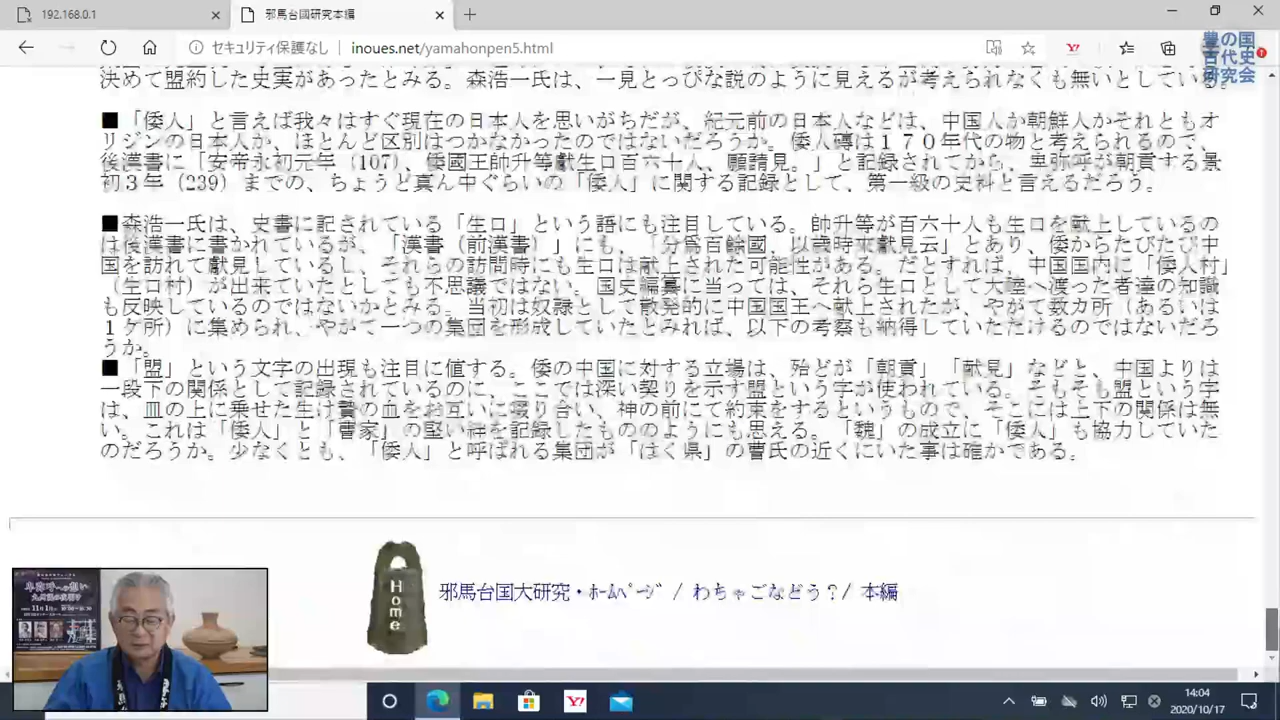 192.168.0.1
邪馬台國研究本編
セキュリティ保護なし
inoues.net/yamahonpen5.html
豊の国
古代史
研究会
決めて盟約した史実があったとみる。森浩一氏は、一見とっぴな説のように見えるが考えられなくも無いとしている。
■「倭人」と言えば我々はすぐ現在の日本人を思いがちだが、紀元前の日本人などは、中国人か朝鮮人かそれともオ
リジンの日本人か、ほとんど区別はつかなかったのではないだろうか。倭人磚は１７０年代の物と考えられるので、
後漢書に「安帝永初元年（107）、倭國王帥升等獻生口百六十人、願請見。」と記録されてから、卑弥呼が朝貢する景
初３年（239）までの、ちょうど真ん中ぐらいの「倭人」に関する記録として、第一級の史料と言えるだろう。
■森浩一氏は、史書に記されている「生口」という語にも注目している。帥升等が百六十人も生口を献上しているの
は後漢書に書かれているが、「漢書（前漢書）」にも、「分爲百餘國、以歳時來獻見云」とあり、倭からたびたび中
国を訪れて獻見しているし、それらの訪問時にも生口は献上された可能性がある。だとすれば、中国国内に「倭人村」
（生口村）が出来ていたとしても不思議ではない。国史編纂に当っては、それら生口として大陸へ渡った者達の知識
も反映しているのではないかとみる。当初は奴隷として散発的に中国国王へ献上されたが、やがて数カ所（あるいは
１ケ所）に集められ、やがて一つの集団を形成していたとみれば、以下の考察も納得していただけるのではないだろ
うか。
■「盟」という文字の出現も注目に値する。倭の中国に対する立場は、殆どが「朝貢」「献見」などと、中国よりは
一段下の関係として記録されているのに、ここでは深い契りを示す盟という字が使われている。そもそも盟という字
は、皿の上に乗せた生け贄の血をお互いに啜り合い、神の前にて約束をするというもので、そこには上下の関係は無
い。これは「倭人」と「曹家」の堅い絆を記録したもののようにも思える。「魏」の成立に「倭人」も協力していた
のだろうか。少なくとも、「倭人」と呼ばれる集団が「はく県」の曹氏の近くにいた事は確かである。
Home
邪馬台国大研究・ﾎｰﾑﾍﾟｰｼﾞ / わちゃごなどう？/ 本編
卑弥呼への想い
11月1日
14:04
2020/10/17